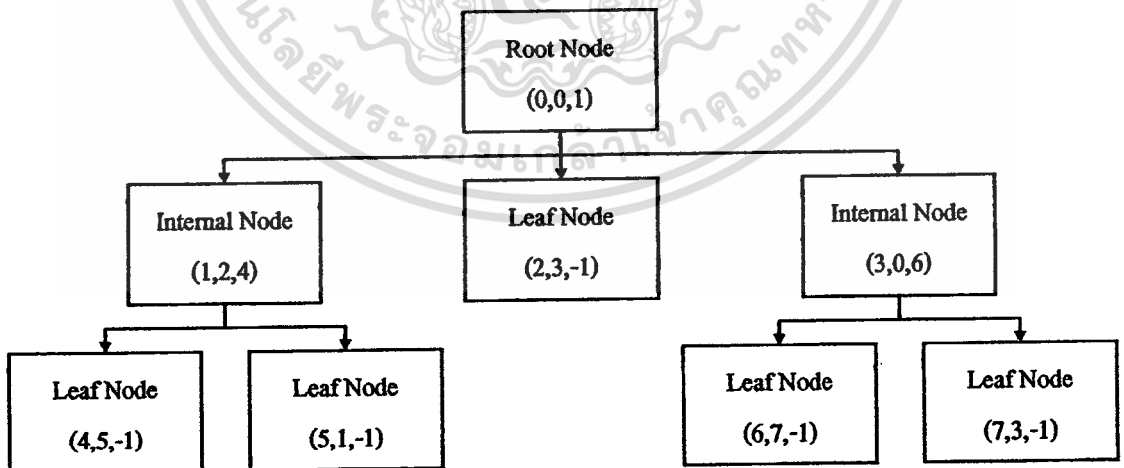 Root Node
(0,0,1)
Internal Node
(1,2,4)
Leaf Node
(2,3,-1)
Internal Node
(3,0,6)
Leaf Node
(4,5,-1)
Leaf Node
(5,1,-1)
Leaf Node
(6,7,-1)
Leaf Node
(7,3,-1)